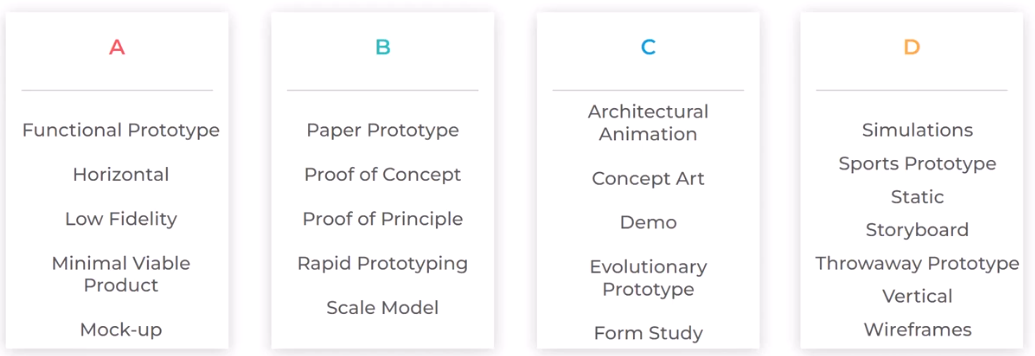 A
Functional Prototype
Horizontal
Low Fidelity
Minimal Viable
Product
Mock-up
B
Paper Prototype
Proof of Concept
Proof of Principle
Rapid Prototyping
Scale Model
C
Architectural
Animation
Concept Art
Demo
Evolutionary
Prototype
Form Study
D
Simulations
Sports Prototype
Static
Storyboard
Throwaway Prototype
Vertical
Wireframes